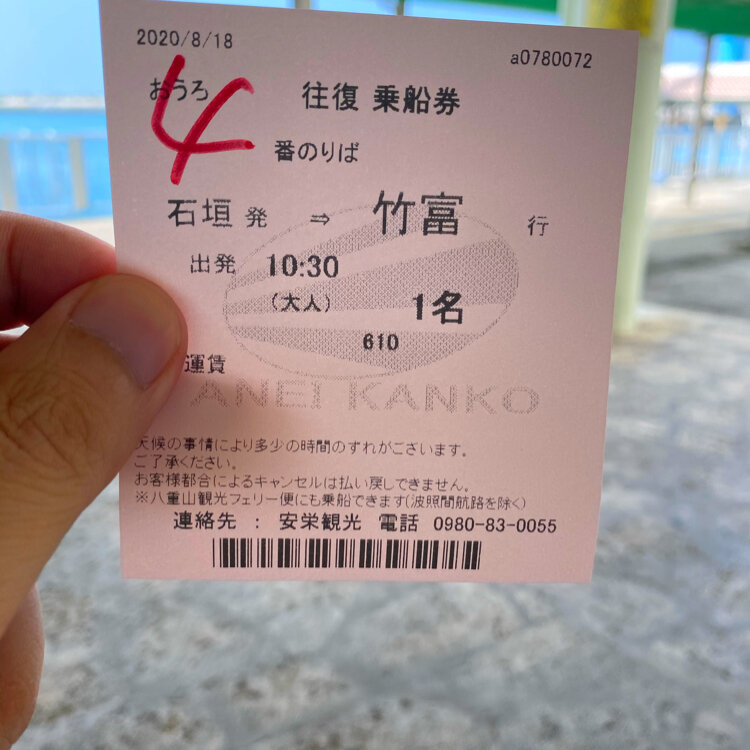 2020/8/18
a0780072
おうろ
往復 乗船券
4
番のりば
石垣 発 ⇒ 竹富 行
出発 10:30
(大人) 1名
610
運賃
ANEI KANKO
天候の事情により多少の時間のずれがございます。
ご了承ください。
お客様都合によるキャンセルは払い戻しできません。
※八重山観光フェリー便にも乗船できます(波照間航路を除く)
連絡先 : 安栄観光 電話 0980-83-0055